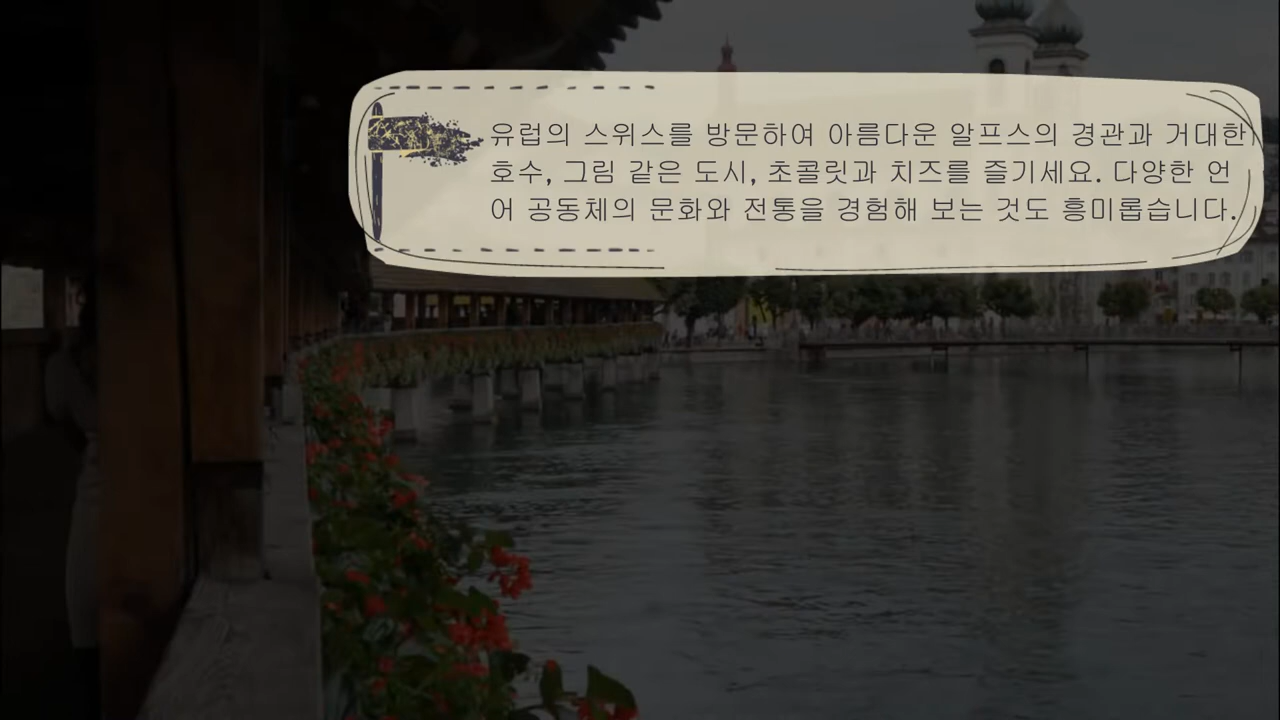 유럽의 스위스를 방문하여 아름다운 알프스의 경관과 거대한
호수, 그림 같은 도시, 초콜릿과 치즈를 즐기세요. 다양한 언
어 공동체의 문화와 전통을 경험해 보는 것도 흥미롭습니다.